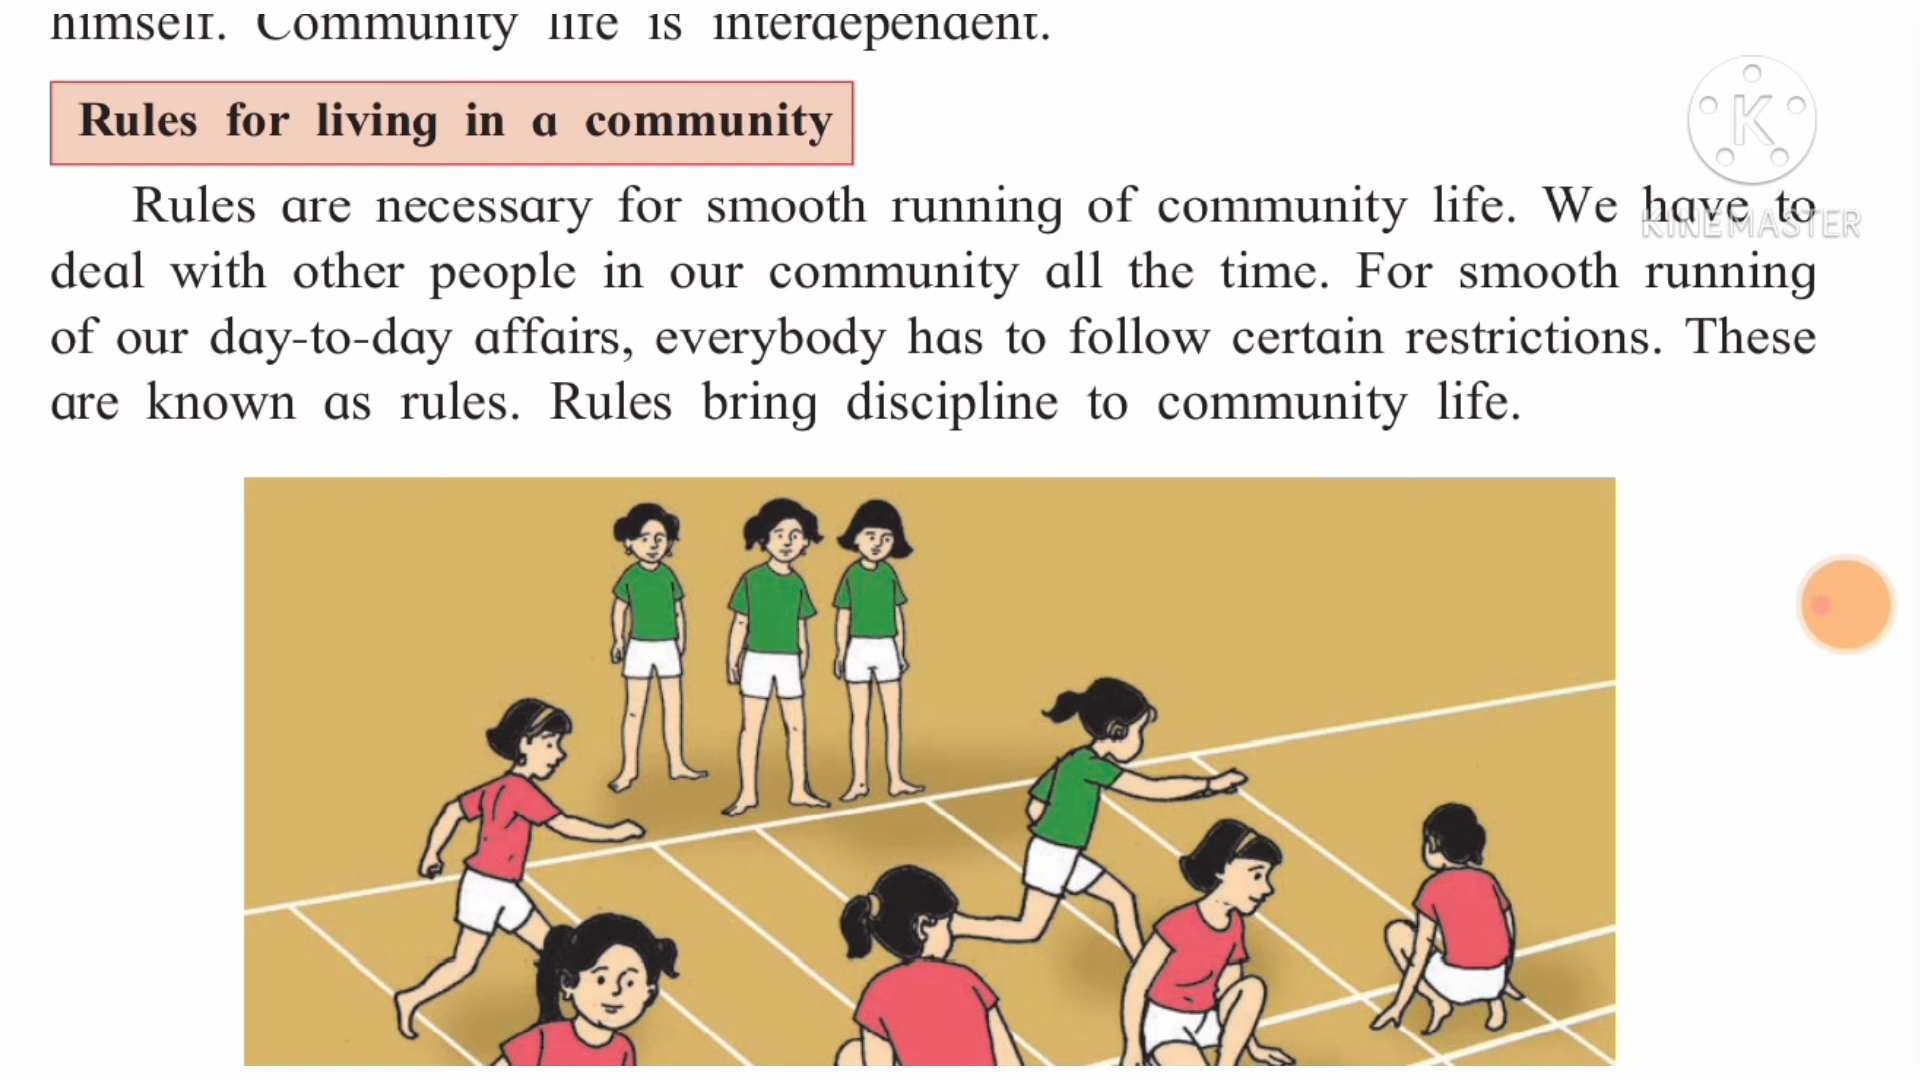 himself. Community life is interdependent.
Rules for living in a community
K
Rules are necessary for smooth running of community life. We have to
KINEMASTER
deal with other people in our community all the time. For smooth running
of our day-to-day affairs, everybody has to follow certain restrictions. These
are known as rules. Rules bring discipline to community life.